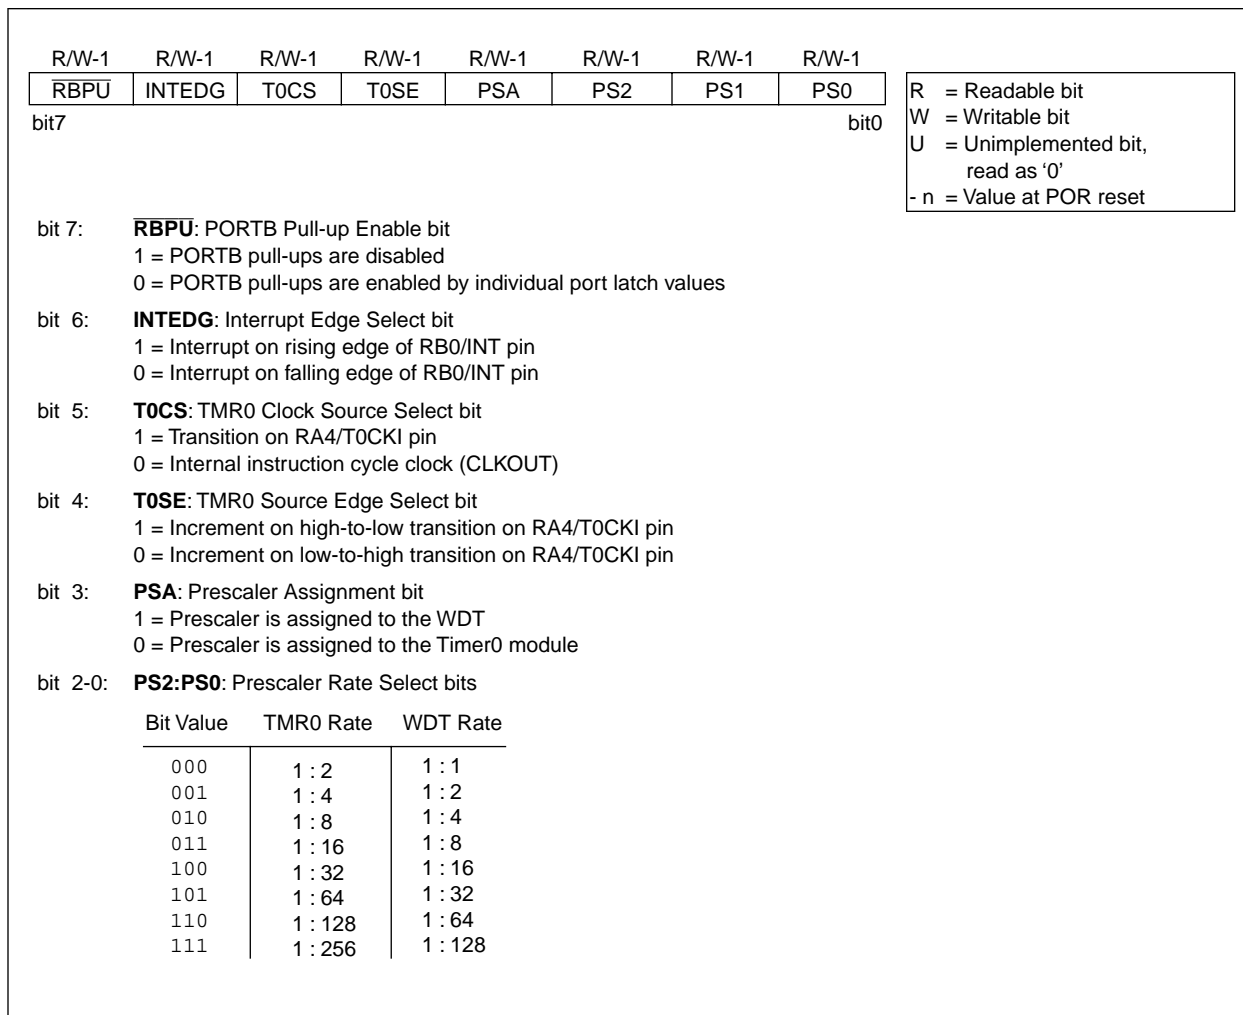 R/W-1 R/W-1 R/W-1 R/W-1 R/W-1 R/W-1 R/W-1 R/W-1
RBPU INTEDG T0CS T0SE PSA PS2 PS1 PS0
bit7 bit0
R = Readable bit
W = Writable bit
U = Unimplemented bit,
read as ‘0’
- n = Value at POR reset
bit 7: RBPU: PORTB Pull-up Enable bit
1 = PORTB pull-ups are disabled
0 = PORTB pull-ups are enabled by individual port latch values
bit 6: INTEDG: Interrupt Edge Select bit
1 = Interrupt on rising edge of RB0/INT pin
0 = Interrupt on falling edge of RB0/INT pin
bit 5: T0CS: TMR0 Clock Source Select bit
1 = Transition on RA4/T0CKI pin
0 = Internal instruction cycle clock (CLKOUT)
bit 4: T0SE: TMR0 Source Edge Select bit
1 = Increment on high-to-low transition on RA4/T0CKI pin
0 = Increment on low-to-high transition on RA4/T0CKI pin
bit 3: PSA: Prescaler Assignment bit
1 = Prescaler is assigned to the WDT
0 = Prescaler is assigned to the Timer0 module
bit 2-0: PS2:PS0: Prescaler Rate Select bits
Bit Value TMR0 Rate WDT Rate
000 1 : 2 1 : 1
001 1 : 4 1 : 2
010 1 : 8 1 : 4
011 1 : 16 1 : 8
100 1 : 32 1 : 16
101 1 : 64 1 : 32
110 1 : 128 1 : 64
111 1 : 256 1 : 128